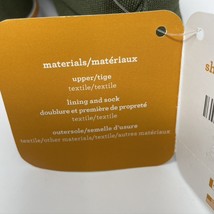 materials/matériaux
upper/tige
textile/textile
lining and sock
doublure et première de propreté
textile/textile
outersole/semelle d'usure
textile/other materials/textile/autres matériaux
sh